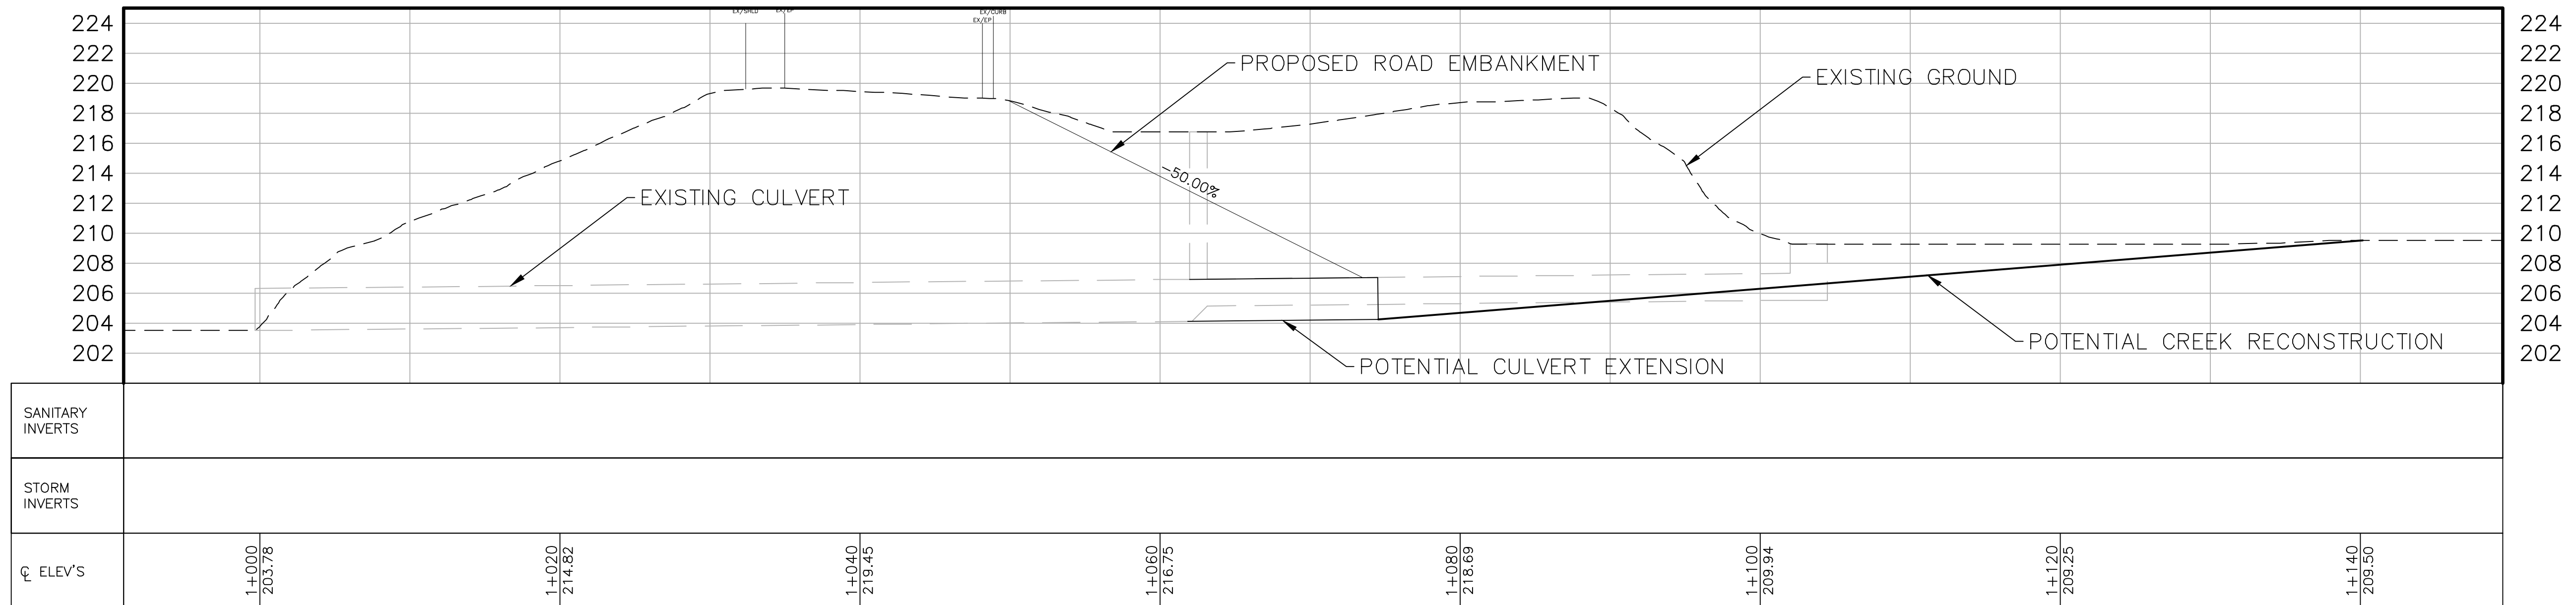 EX/SHLD
EX/EP
EX/EP
EX/CURB
224 224
222 222
220 220
218 218
216 216
214 214
212 212
210 210
208 208
206 206
204 204
202 202
PROPOSED ROAD EMBANKMENT
EXISTING GROUND
-50.00%
EXISTING CULVERT
POTENTIAL CREEK RECONSTRUCTION
POTENTIAL CULVERT EXTENSION
SANITARY
INVERTS
STORM
INVERTS
℄ ELEV'S
1+000
203.78
1+020
214.82
1+040
219.45
1+060
216.75
1+080
218.69
1+100
209.94
1+120
209.25
1+140
209.50